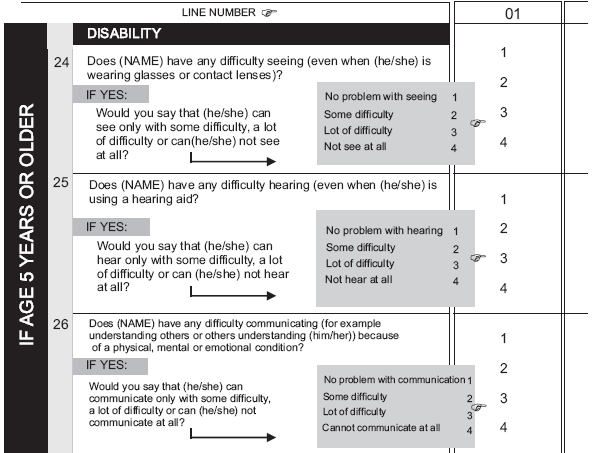 LINE NUMBER ☞ 01
DISABILITY
IF AGE 5 YEARS OR OLDER
24 Does (NAME) have any difficulty seeing (even when (he/she) is
wearing glasses or contact lenses)?
IF YES:
Would you say that (he/she) can
see only with some difficulty, a lot
of difficulty or can(he/she) not see
at all?
No problem with seeing 1
Some difficulty 2
Lot of difficulty 3
Not see at all 4
☞
1
2
3
4
25 Does (NAME) have any difficulty hearing (even when (he/she) is
using a hearing aid?
IF YES:
Would you say that (he/she) can
hear only with some difficulty, a lot
of difficulty or can (he/she) not hear
at all?
No problem with hearing 1
Some difficulty 2
Lot of difficulty 3
Not hear at all 4
☞
1
2
3
4
26 Does (NAME) have any difficulty communicating (for example
understanding others or others understanding (him/her)) because
of a physical, mental or emotional condition?
IF YES:
Would you say that (he/she) can
communicate only with some difficulty,
a lot of difficulty or can (he/she) not
communicate at all?
No problem with communication 1
Some difficulty 2
Lot of difficulty 3
Cannot communicate at all 4
☞
1
2
3
4